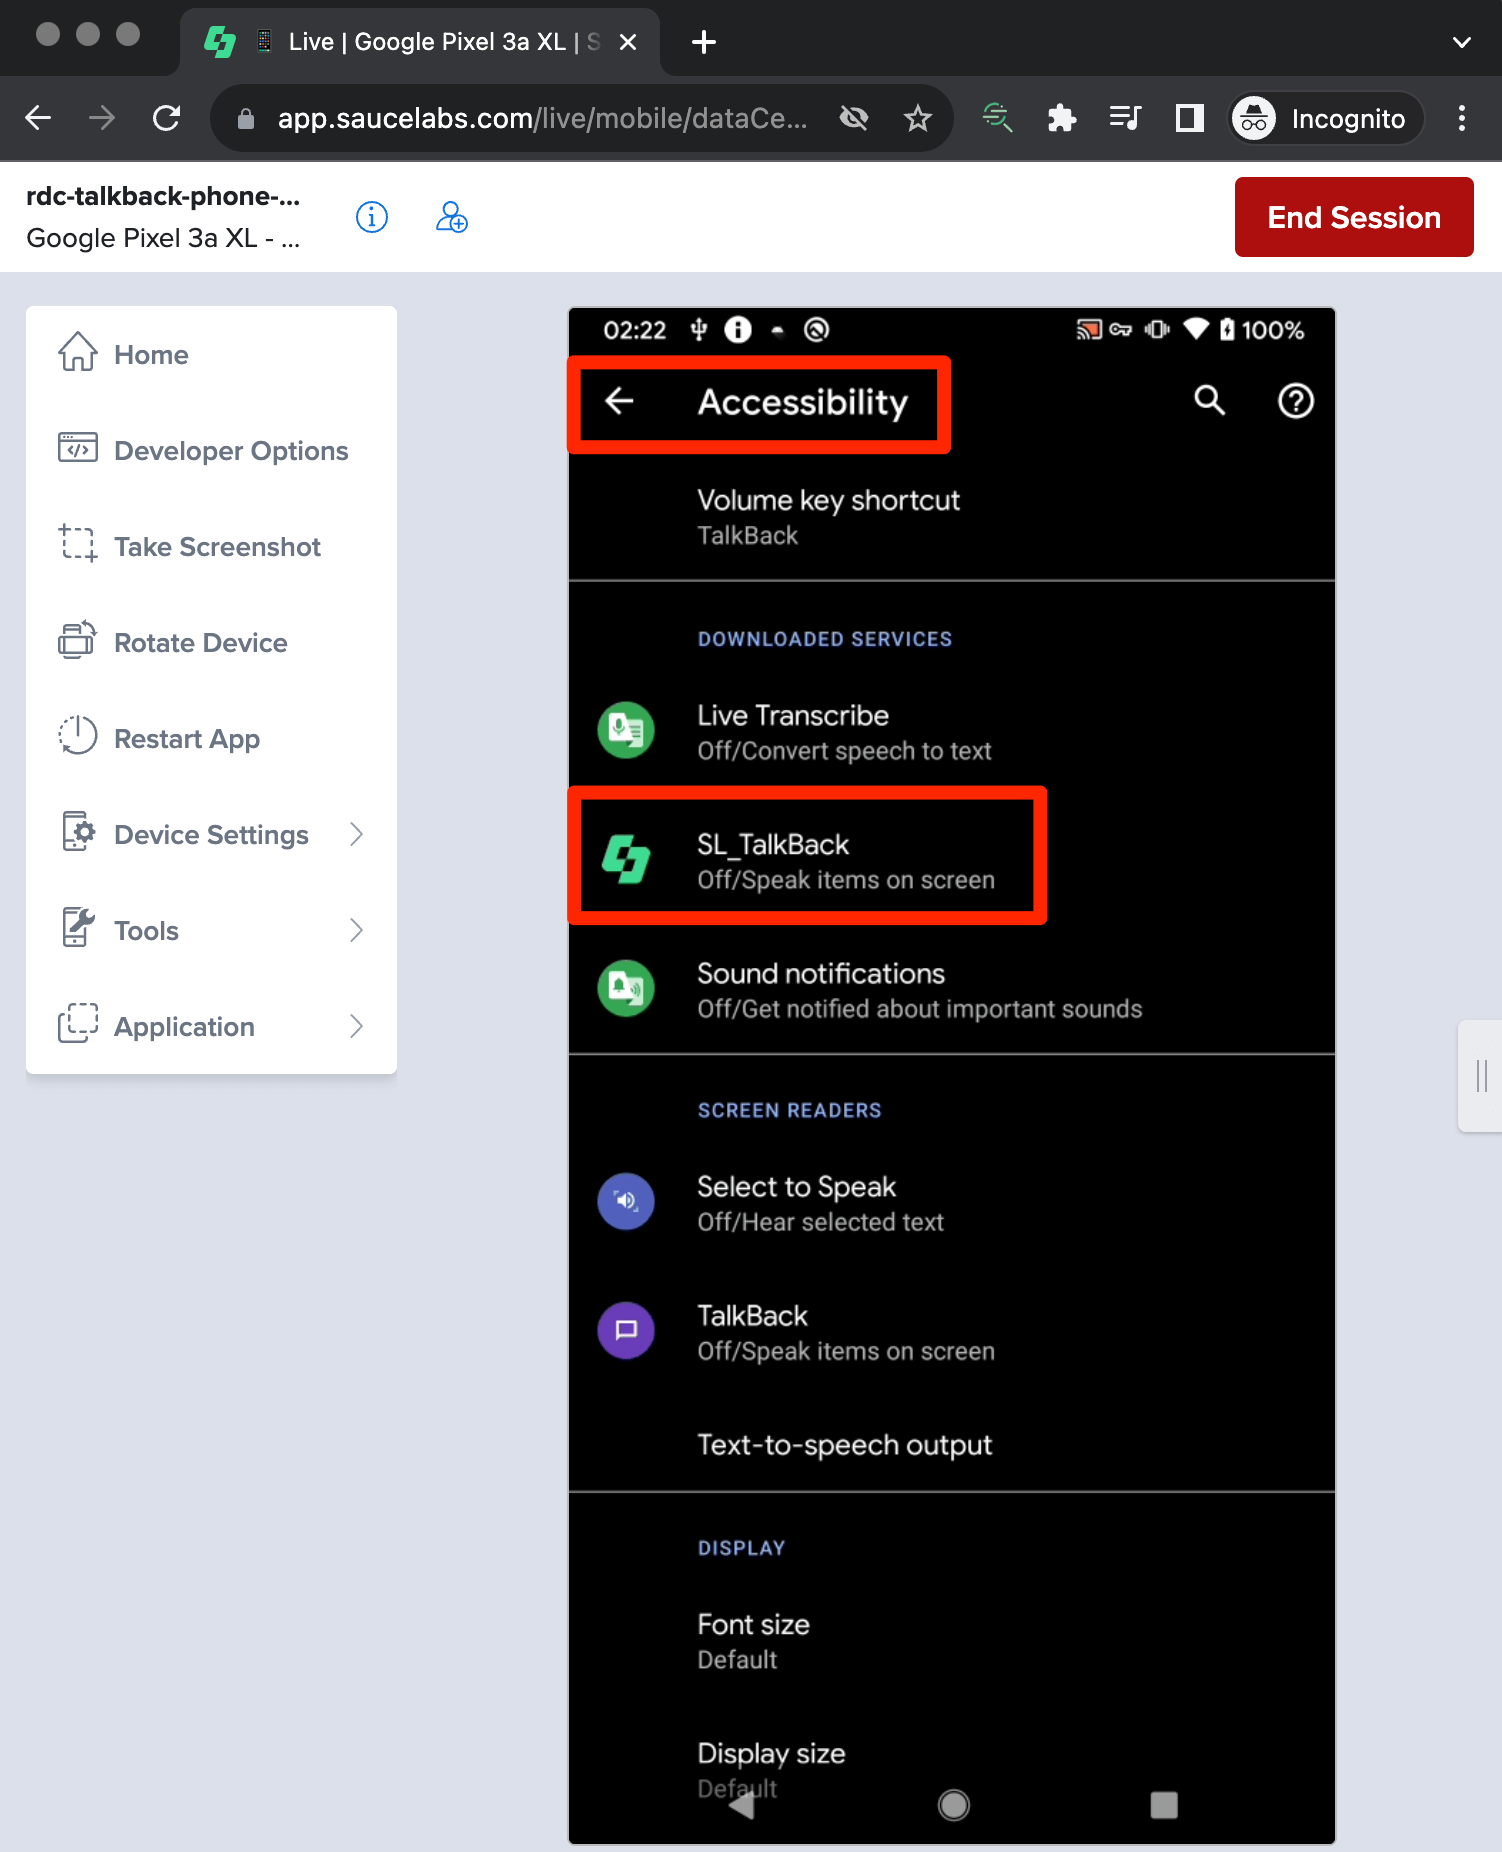 Live | Google Pixel 3a XL | S
app.saucelabs.com/live/mobile/dataCe...
Incognito
rdc-talkback-phone-...
Google Pixel 3a XL - ...
End Session
Home
Developer Options
Take Screenshot
Rotate Device
Restart App
Device Settings
Tools
Application
02:22
100%
Accessibility
Volume key shortcut
TalkBack
DOWNLOADED SERVICES
Live Transcribe
Off/Convert speech to text
SL_TalkBack
Off/Speak items on screen
Sound notifications
Off/Get notified about important sounds
SCREEN READERS
Select to Speak
Off/Hear selected text
TalkBack
Off/Speak items on screen
Text-to-speech output
DISPLAY
Font size
Default
Display size
Default